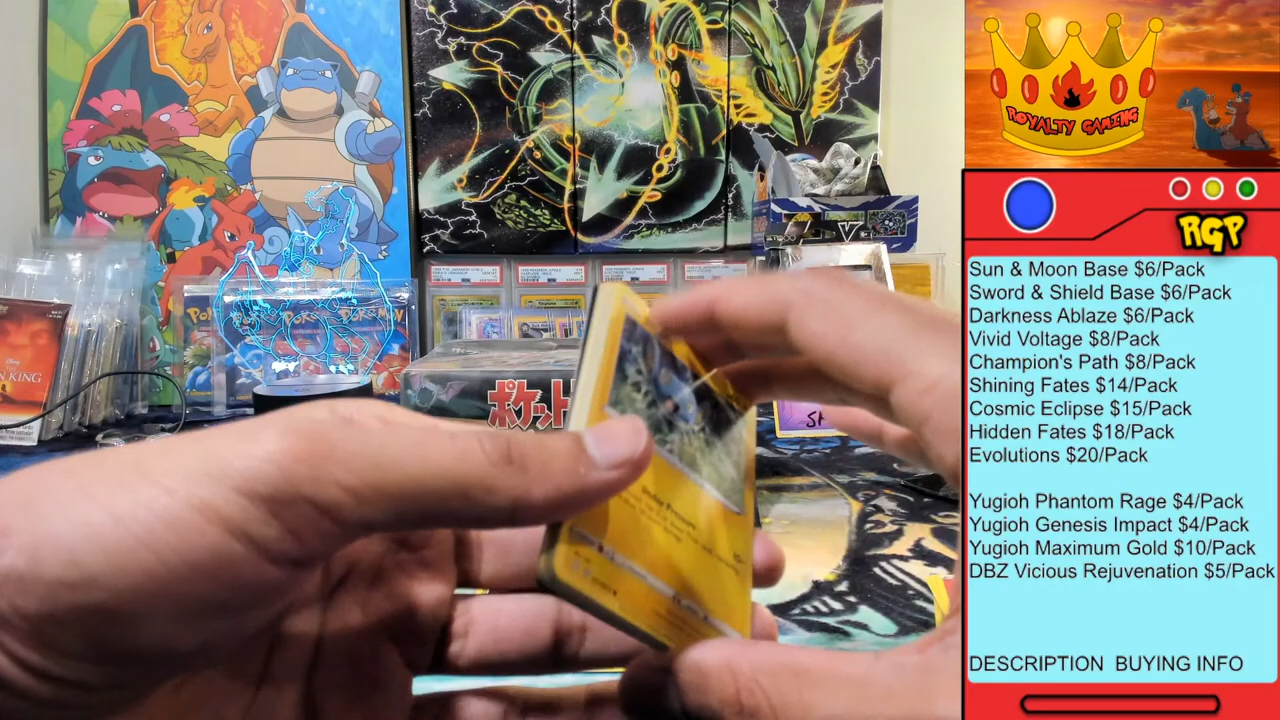 ROYALTY GAMING
RGP
Sun & Moon Base $6/Pack
Sword & Shield Base $6/Pack
Darkness Ablaze $6/Pack
Vivid Voltage $8/Pack
Champion's Path $8/Pack
Shining Fates $14/Pack
Cosmic Eclipse $15/Pack
Hidden Fates $18/Pack
Evolutions $20/Pack
Yugioh Phantom Rage $4/Pack
Yugioh Genesis Impact $4/Pack
Yugioh Maximum Gold $10/Pack
DBZ Vicious Rejuvenation $5/Pack
DESCRIPTION BUYING INFO
ポケット
Disney
V